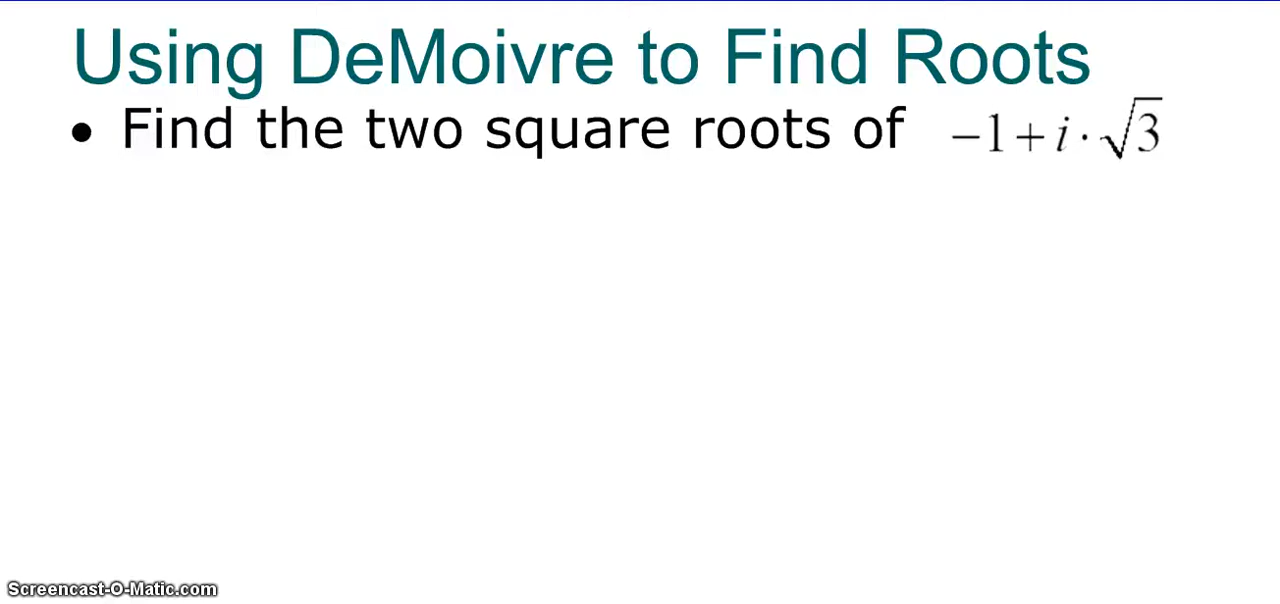 Using DeMoivre to Find Roots
• Find the two square roots of −1 + i · √3
Screencast-O-Matic.com